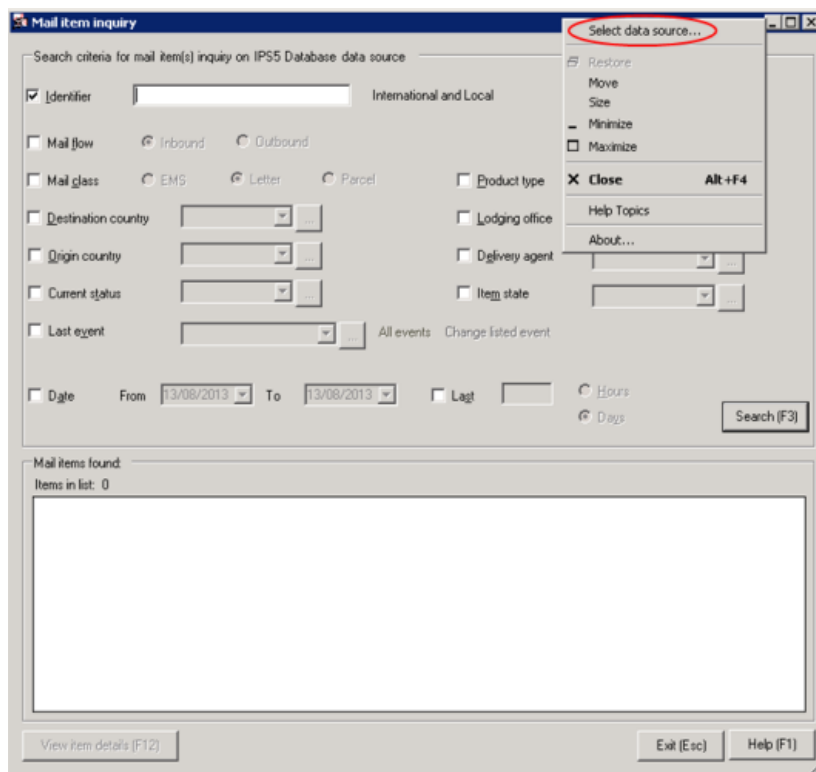 Mail item inquiry
Select data source...
Search criteria for mail item(s) inquiry on IPS5 Database data source
Restore
Identifier International and Local
Move
Size
Minimize
Mail flow Inbound Outbound
Maximize
Mail class EMS Letter Parcel Product type
Close Alt+F4
Destination country ... Lodging office
Help Topics
About...
Origin country ... Delivery agent ...
Current status ... Item state ...
Last event ... All events Change listed event
Date From 13/08/2013 To 13/08/2013 Last Hours
Days
Search (F3)
Mail items found:
Items in list: 0
View item details (F12) Exit (Esc) Help (F1)